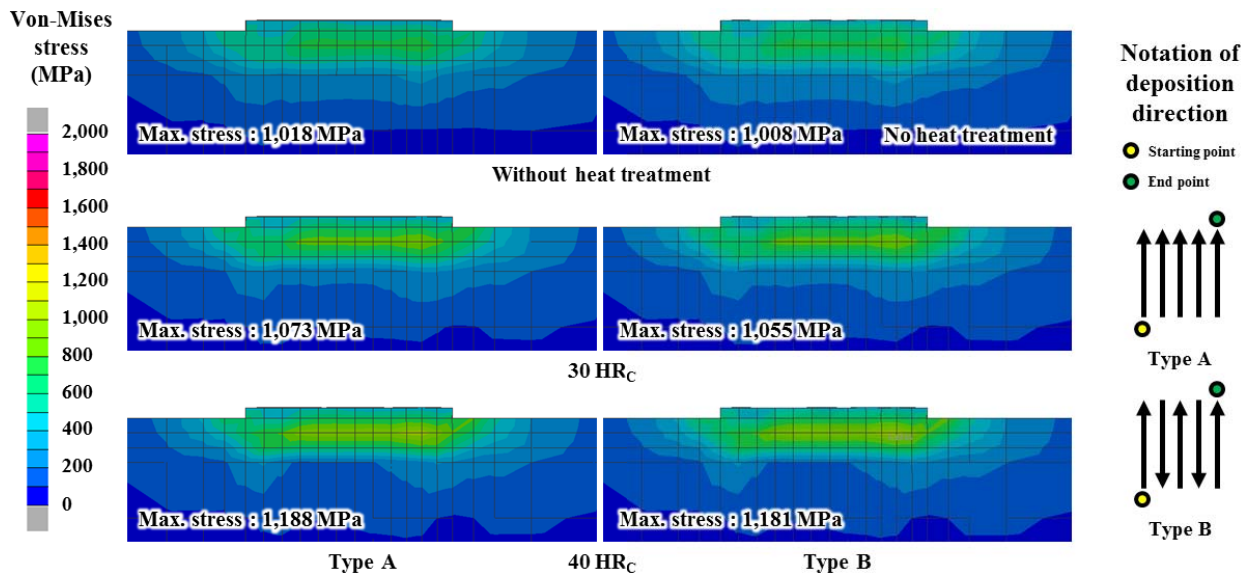 Von-Mises
stress
(MPa)
2,000
1,800
1,600
1,400
1,200
1,000
800
600
400
200
0
Max. stress : 1,018 MPa
Max. stress : 1,008 MPa
No heat treatment
Without heat treatment
Max. stress : 1,073 MPa
Max. stress : 1,055 MPa
30 HRC
Max. stress : 1,188 MPa
Max. stress : 1,181 MPa
Type A
40 HRC
Type B
Notation of
deposition
direction
Starting point
End point
Type A
Type B